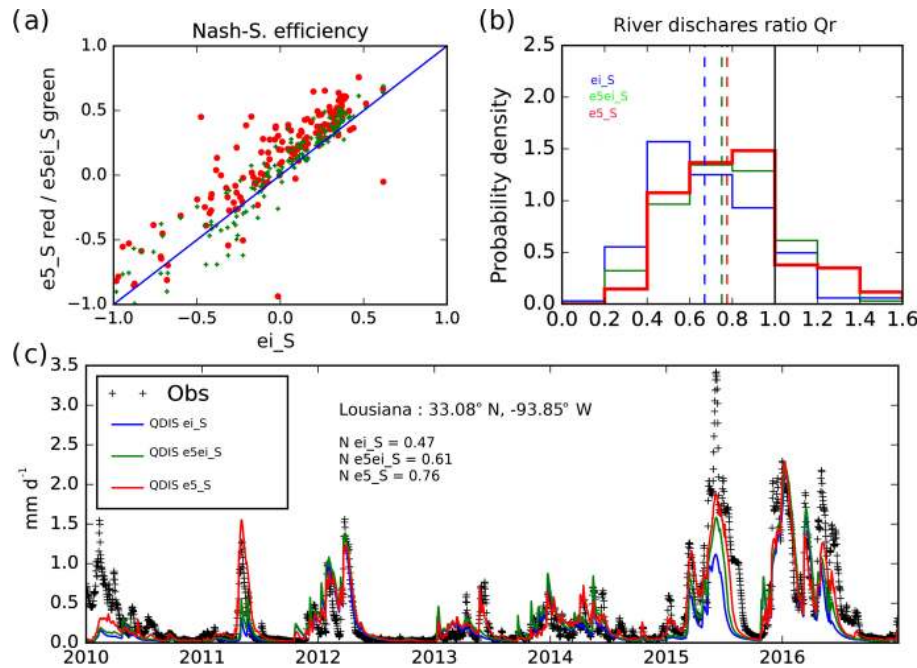 (a)
Nash-S. efficiency
e5_S red / e5ei_S green
1.0
0.5
0.0
-0.5
-1.0
−1.0
-0.5
0.0
0.5
1.0
ei_S
(b)
River dischares ratio Qr
Probability density
2.5
2.0
1.5
1.0
0.5
0.0
ei_S
e5ei_S
e5_S
0.0
0.2
0.4
0.6
0.8
1.0
1.2
1.4
1.6
(c)
mm d⁻¹
3.5
3.0
2.5
2.0
1.5
1.0
0.5
0.0
Obs
QDIS ei_S
QDIS e5ei_S
QDIS e5_S
Lousiana : 33.08° N, -93.85° W
N ei_S = 0.47
N e5ei_S = 0.61
N e5_S = 0.76
2010
2011
2012
2013
2014
2015
2016